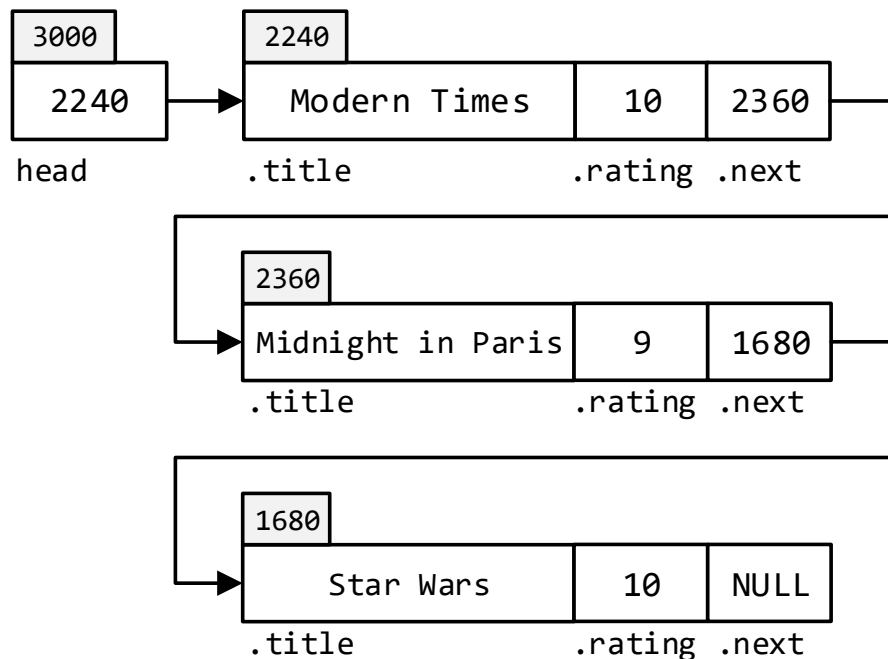 3000 2240
2240 Modern Times 10 2360
head .title .rating .next
2360
Midnight in Paris 9 1680
.title .rating .next
1680
Star Wars 10 NULL
.title .rating .next